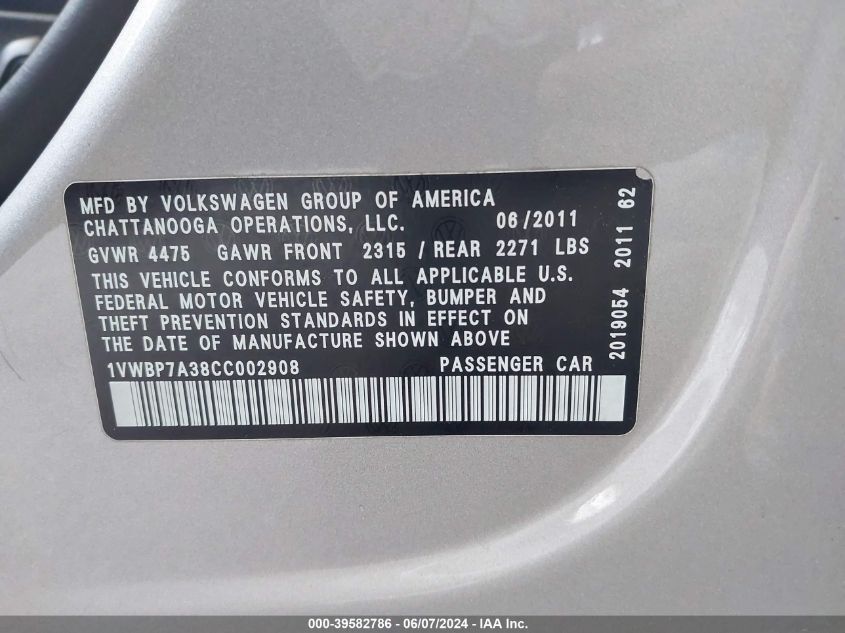 MFD BY VOLKSWAGEN GROUP OF AMERICA
CHATTANOOGA OPERATIONS, LLC. 06/2011
GVWR 4475 GAWR FRONT 2315 / REAR 2271 LBS
THIS VEHICLE CONFORMS TO ALL APPLICABLE U.S.
FEDERAL MOTOR VEHICLE SAFETY, BUMPER AND
THEFT PREVENTION STANDARDS IN EFFECT ON
THE DATE OF MANUFACTURE SHOWN ABOVE
1VWBP7A38CC002908 PASSENGER CAR
2019054 2011 62
000-39582786 - 06/07/2024 - IAA Inc.